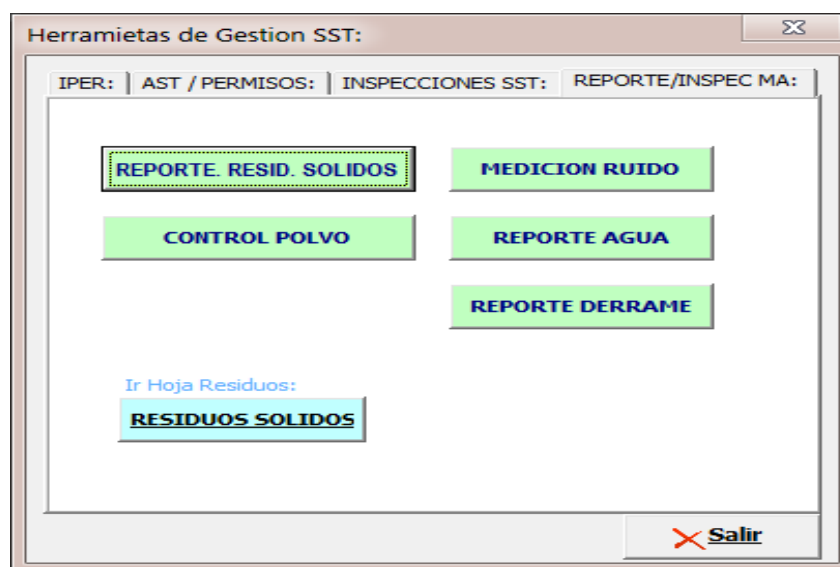 Herramietas de Gestion SST:
IPER: AST / PERMISOS: INSPECCIONES SST: REPORTE/INSPEC MA:
REPORTE. RESID. SOLIDOS MEDICION RUIDO
CONTROL POLVO REPORTE AGUA
REPORTE DERRAME
Ir Hoja Residuos:
RESIDUOS SOLIDOS
Salir